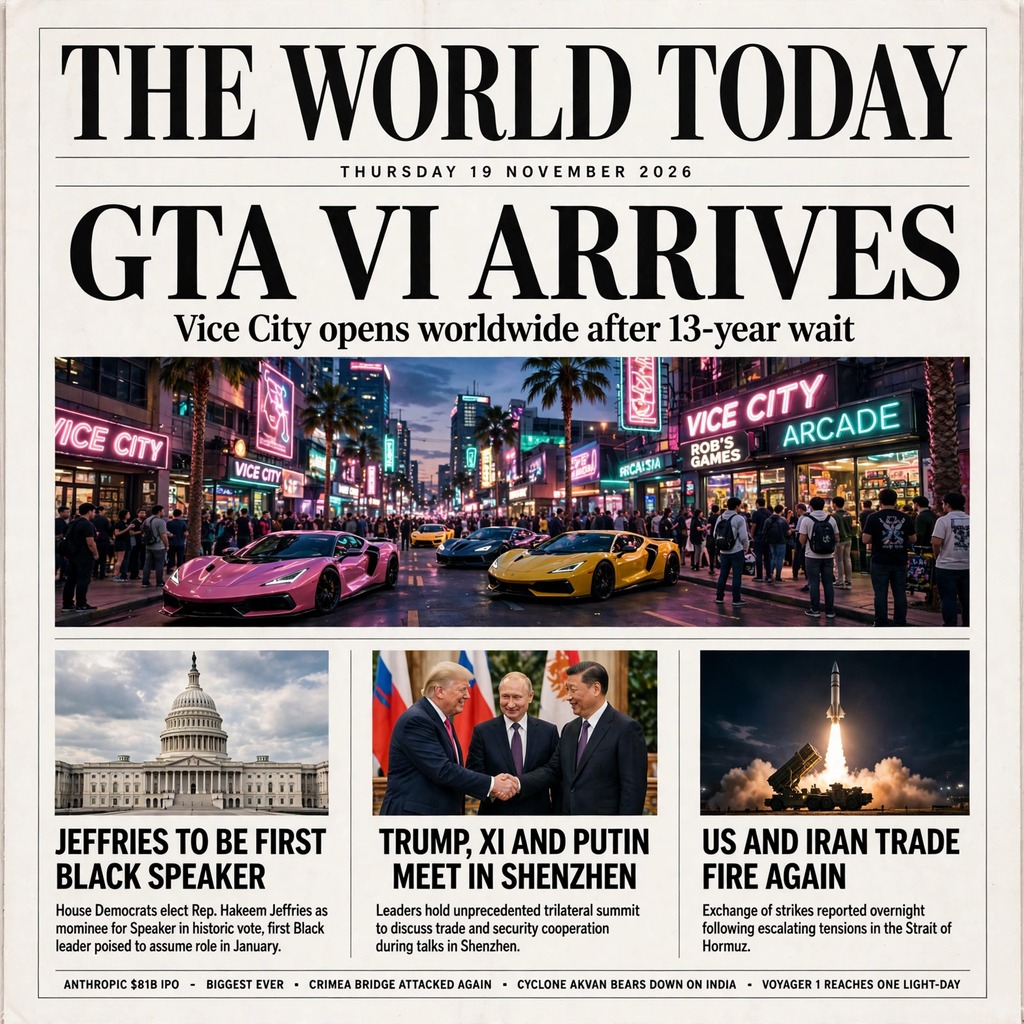 THE WORLD TODAY
THURSDAY 19 NOVEMBER 2026
GTA VI ARRIVES
Vice City opens worldwide after 13-year wait
VICE CITY
VICE CITY
VICE CITY
ROB'S
GAMES
ARCADE
JEFFRIES TO BE FIRST
BLACK SPEAKER
House Democrats elect Rep. Hakeem Jeffries as
mominee for Speaker in historic vote, first Black
leader poised to assume role in January.
TRUMP, XI AND PUTIN
MEET IN SHENZHEN
Leaders hold unprecedented trilateral summit
to discuss trade and security cooperation
during talks in Shenzhen.
US AND IRAN TRADE
FIRE AGAIN
Exchange of strikes reported overnight
following escalating tensions in the Strait of
Hormuz.
ANTHROPIC $81B IPO – BIGGEST EVER ▪ CRIMEA BRIDGE ATTACKED AGAIN ▪ CYCLONE AKVAN BEARS DOWN ON INDIA ▪ VOYAGER 1 REACHES ONE LIGHT-DAY